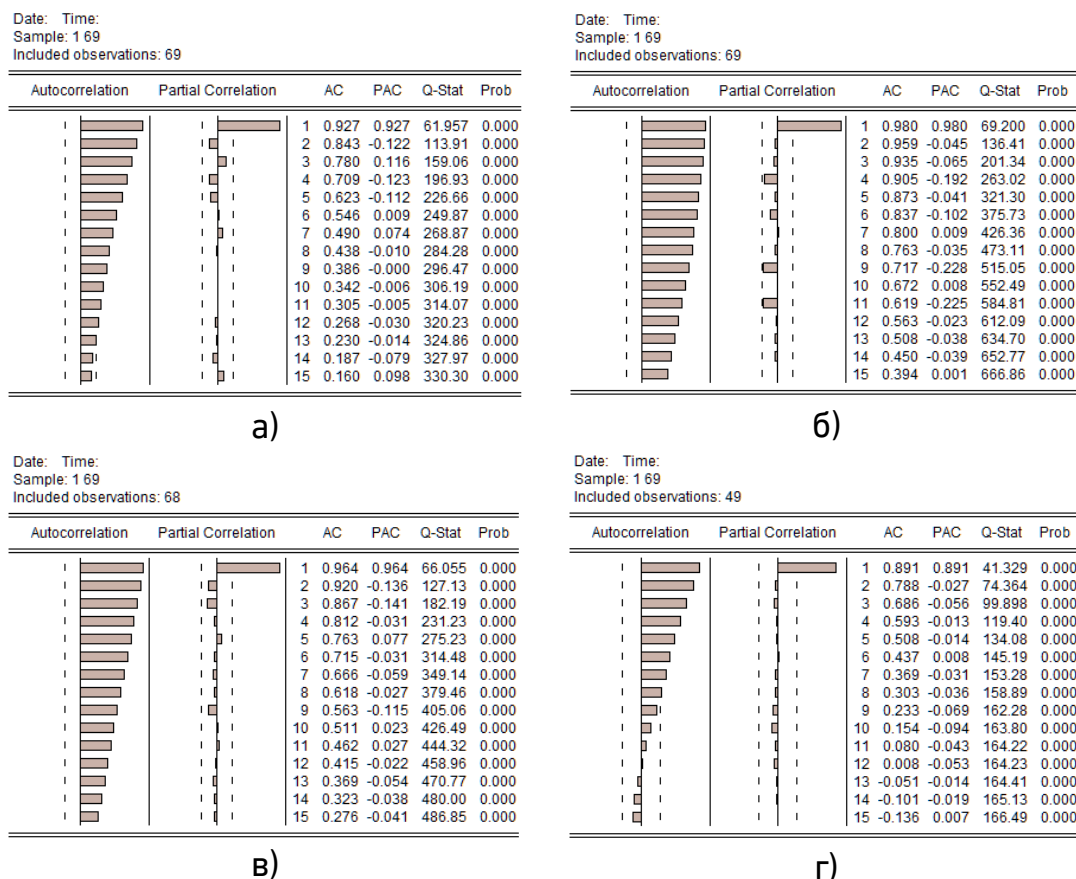 Date: Time:
Sample: 1 69
Included observations: 69
Autocorrelation Partial Correlation AC PAC Q-Stat Prob
1 0.927 0.927 61.957 0.000
2 0.843 -0.122 113.91 0.000
3 0.780 0.116 159.06 0.000
4 0.709 -0.123 196.93 0.000
5 0.623 -0.112 226.66 0.000
6 0.546 0.009 249.87 0.000
7 0.490 0.074 268.87 0.000
8 0.438 -0.010 284.28 0.000
9 0.386 -0.000 296.47 0.000
10 0.342 -0.006 306.19 0.000
11 0.305 -0.005 314.07 0.000
12 0.268 -0.030 320.23 0.000
13 0.230 -0.014 324.86 0.000
14 0.187 -0.079 327.97 0.000
15 0.160 0.098 330.30 0.000
а)
Date: Time:
Sample: 1 69
Included observations: 69
Autocorrelation Partial Correlation AC PAC Q-Stat Prob
1 0.980 0.980 69.200 0.000
2 0.959 -0.045 136.41 0.000
3 0.935 -0.065 201.34 0.000
4 0.905 -0.192 263.02 0.000
5 0.873 -0.041 321.30 0.000
6 0.837 -0.102 375.73 0.000
7 0.800 0.009 426.36 0.000
8 0.763 -0.035 473.11 0.000
9 0.717 -0.228 515.05 0.000
10 0.672 0.008 552.49 0.000
11 0.619 -0.225 584.81 0.000
12 0.563 -0.023 612.09 0.000
13 0.508 -0.038 634.70 0.000
14 0.450 -0.039 652.77 0.000
15 0.394 0.001 666.86 0.000
б)
Date: Time:
Sample: 1 69
Included observations: 68
Autocorrelation Partial Correlation AC PAC Q-Stat Prob
1 0.964 0.964 66.055 0.000
2 0.920 -0.136 127.13 0.000
3 0.867 -0.141 182.19 0.000
4 0.812 -0.031 231.23 0.000
5 0.763 0.077 275.23 0.000
6 0.715 -0.031 314.48 0.000
7 0.666 -0.059 349.14 0.000
8 0.618 -0.027 379.46 0.000
9 0.563 -0.115 405.06 0.000
10 0.511 0.023 426.49 0.000
11 0.462 0.027 444.32 0.000
12 0.415 -0.022 458.96 0.000
13 0.369 -0.054 470.77 0.000
14 0.323 -0.038 480.00 0.000
15 0.276 -0.041 486.85 0.000
в)
Date: Time:
Sample: 1 69
Included observations: 49
Autocorrelation Partial Correlation AC PAC Q-Stat Prob
1 0.891 0.891 41.329 0.000
2 0.788 -0.027 74.364 0.000
3 0.686 -0.056 99.898 0.000
4 0.593 -0.013 119.40 0.000
5 0.508 -0.014 134.08 0.000
6 0.437 0.008 145.19 0.000
7 0.369 -0.031 153.28 0.000
8 0.303 -0.036 158.89 0.000
9 0.233 -0.069 162.28 0.000
10 0.154 -0.094 163.80 0.000
11 0.080 -0.043 164.22 0.000
12 0.008 -0.053 164.23 0.000
13 -0.051 -0.014 164.41 0.000
14 -0.101 -0.019 165.13 0.000
15 -0.136 0.007 166.49 0.000
г)